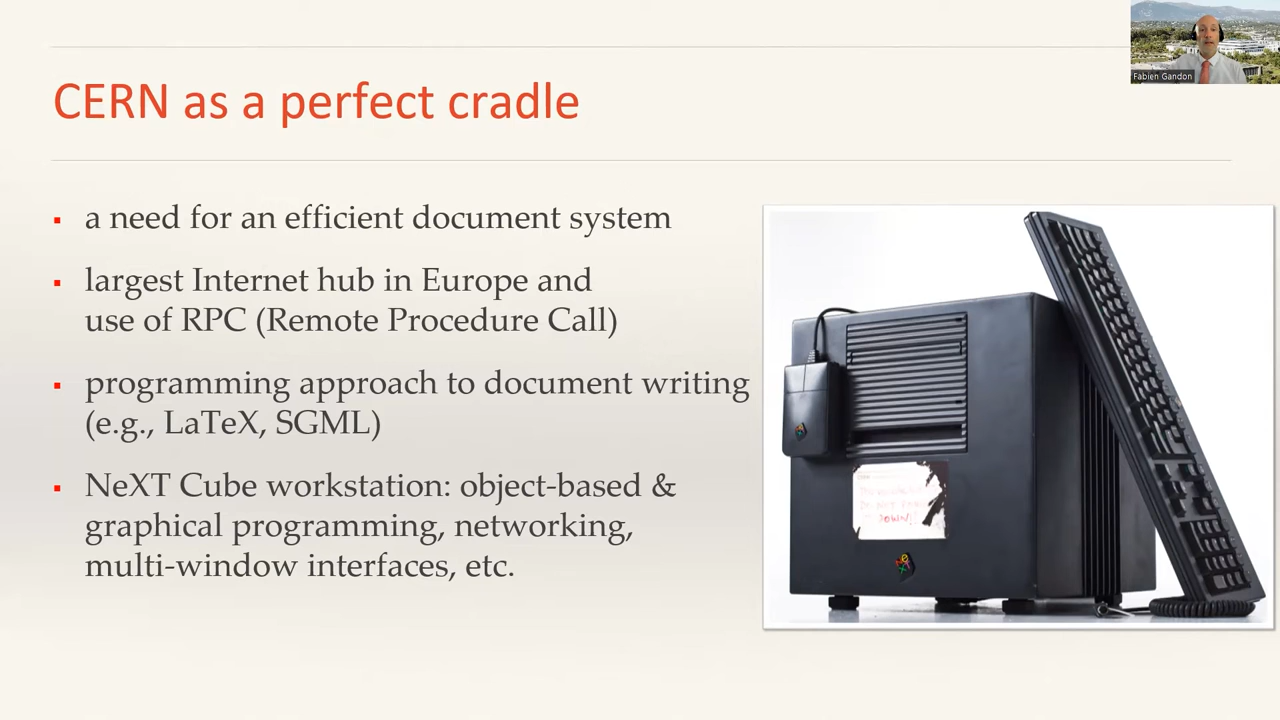 Fabien Gandon
CERN as a perfect cradle
a need for an efficient document system
largest Internet hub in Europe and
use of RPC (Remote Procedure Call)
programming approach to document writing
(e.g., LaTeX, SGML)
NeXT Cube workstation: object-based &
graphical programming, networking,
multi-window interfaces, etc.
DOWN!!